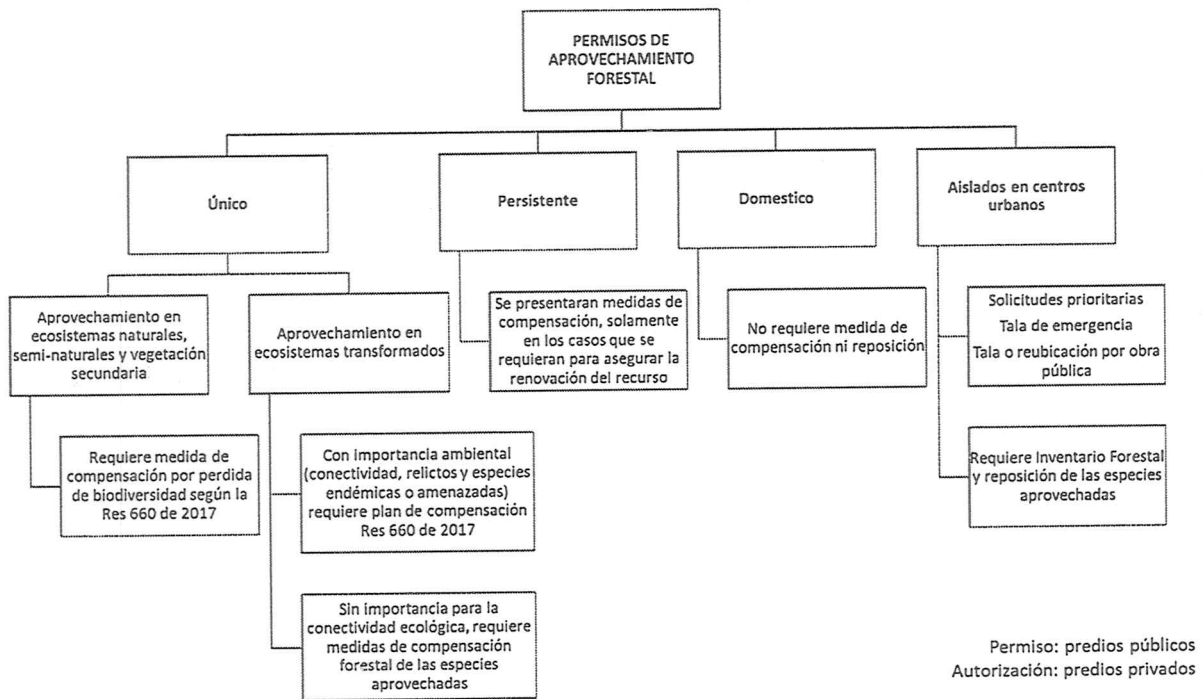 PERMISOS DE
APROVECHAMIENTO
FORESTAL
Único
Persistente
Domestico
Aislados en centros
urbanos
Aprovechamiento en
ecosistemas naturales,
semi-naturales y vegetación
secundaria
Aprovechamiento en
ecosistemas transformados
Se presentaran medidas de
compensación, solamente
en los casos que se
requieran para asegurar la
renovación del recurso
No requiere medida de
compensación ni reposición
Solicitudes prioritarias
Tala de emergencia
Tala o reubicación por obra
pública
Requiere medida de
compensación por perdida
de biodiversidad según la
Res 660 de 2017
Con importancia ambiental
(conectividad, relictos y especies
endémicas o amenazadas)
requiere plan de compensación
Res 660 de 2017
Requiere Inventario Forestal
y reposición de las especies
aprovechadas
Sin importancia para la
conectividad ecológica, requiere
medidas de compensación
forestal de las especies
aprovechadas
Permiso: predios públicos
Autorización: predios privados